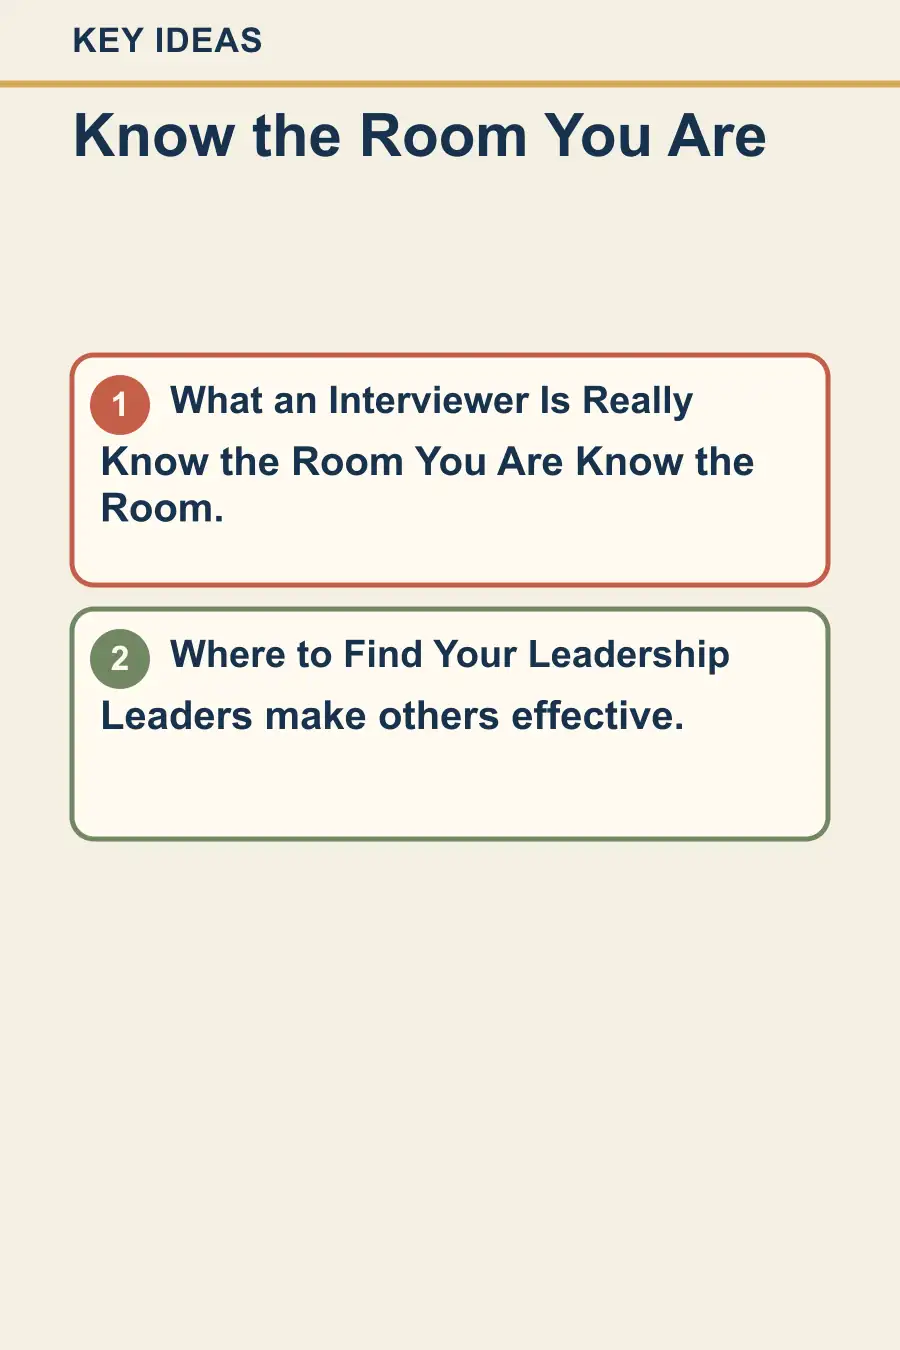 KEY IDEAS
Know the Room You Are
1
What an Interviewer Is Really
Know the Room You Are Know the
Room.
2
Where to Find Your Leadership
Leaders make others effective.